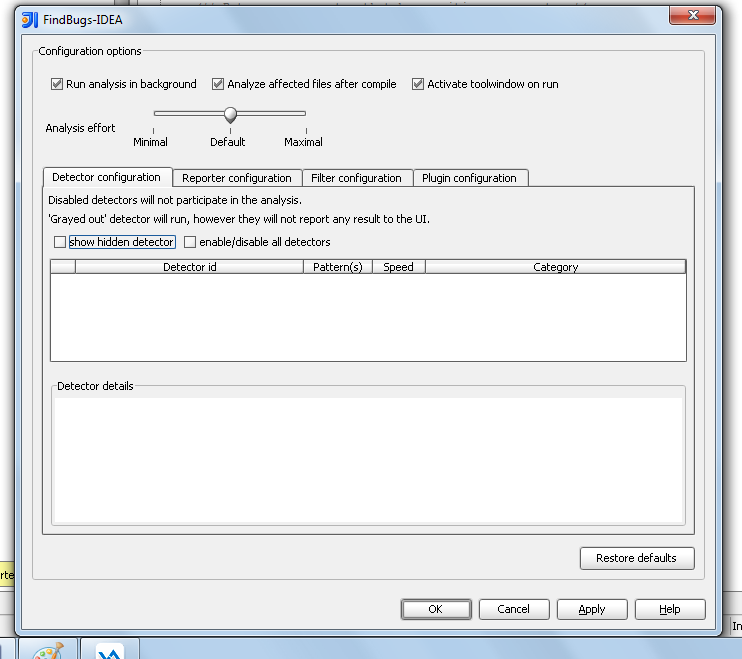 FindBugs-IDEA
Configuration options
Run analysis in background Analyze affected files after compile Activate toolwindow on run
Analysis effort
Minimal Default Maximal
Detector configuration Reporter configuration Filter configuration Plugin configuration
Disabled detectors will not participate in the analysis.
'Grayed out' detector will run, however they will not report any result to the UI.
show hidden detector enable/disable all detectors
Detector id Pattern(s) Speed Category
Detector details
Restore defaults
rte
OK Cancel Apply Help
In